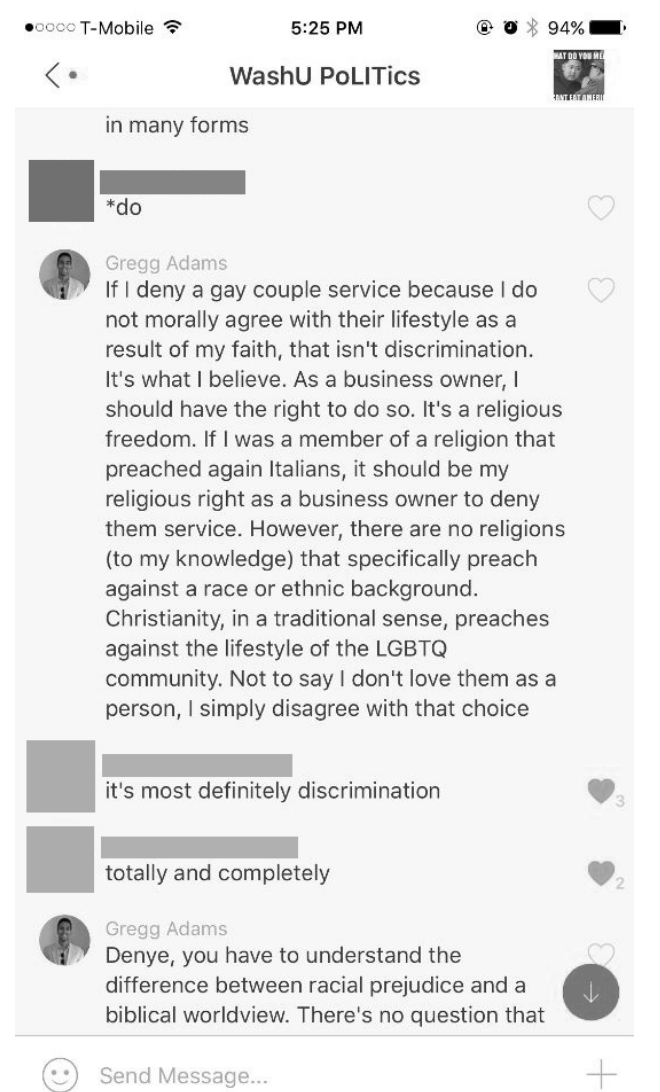 T-Mobile 5:25 PM 94%
WashU PoLITics
WHAT DO YOU MEAN
in many forms
*do
Gregg Adams
If I deny a gay couple service because I do
not morally agree with their lifestyle as a
result of my faith, that isn't discrimination.
It's what I believe. As a business owner, I
should have the right to do so. It's a religious
freedom. If I was a member of a religion that
preached again Italians, it should be my
religious right as a business owner to deny
them service. However, there are no religions
(to my knowledge) that specifically preach
against a race or ethnic background.
Christianity, in a traditional sense, preaches
against the lifestyle of the LGBTQ
community. Not to say I don't love them as a
person, I simply disagree with that choice
it's most definitely discrimination
3
totally and completely
2
Gregg Adams
Denye, you have to understand the
difference between racial prejudice and a
biblical worldview. There's no question that
Send Message...